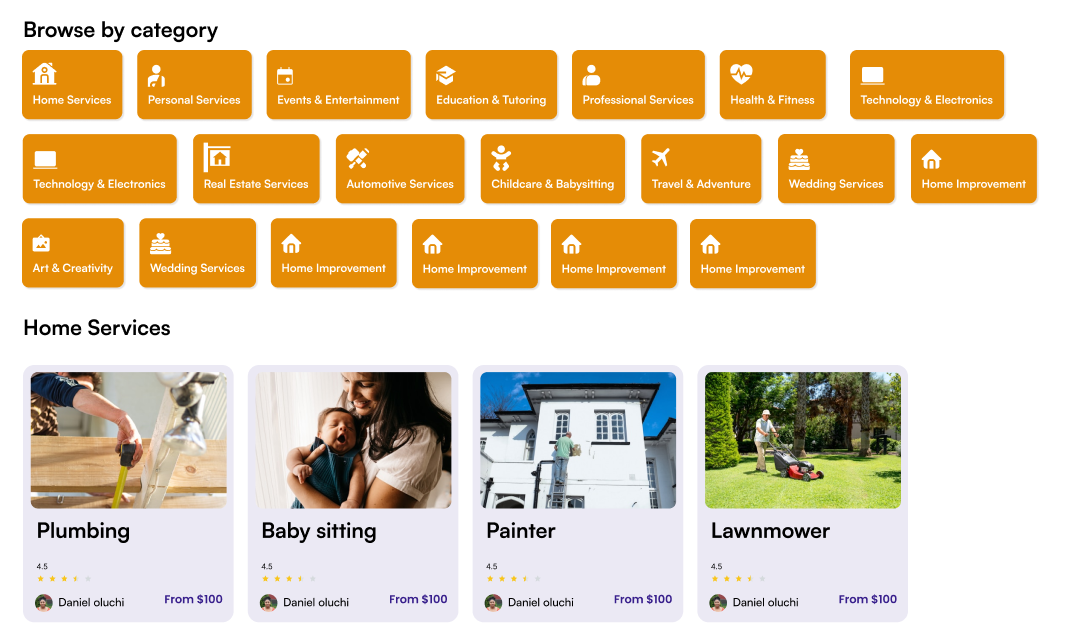 Browse by category
Home Services
Personal Services
Events & Entertainment
Education & Tutoring
Professional Services
Health & Fitness
Technology & Electronics
Technology & Electronics
Real Estate Services
Automotive Services
Childcare & Babysitting
Travel & Adventure
Wedding Services
Home Improvement
Art & Creativity
Wedding Services
Home Improvement
Home Improvement
Home Improvement
Home Improvement
Home Services
Plumbing
4.5
Daniel oluchi
From $100
Baby sitting
4.5
Daniel oluchi
From $100
Painter
4.5
Daniel oluchi
From $100
Lawnmower
4.5
Daniel oluchi
From $100